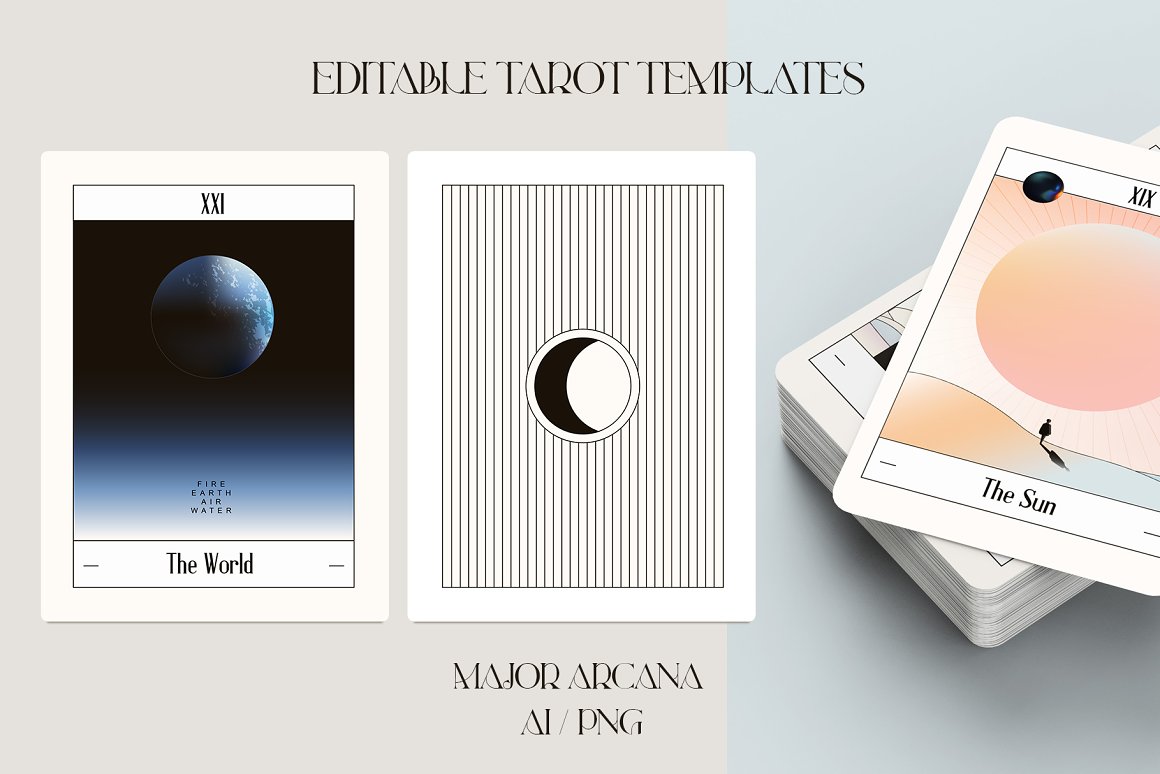 EDITABLE TAROT TEMPLATES
XXI
FIRE
EARTH
AIR
WATER
The World
XIX
The Sun
MAJOR ARCANA
AI / PNG